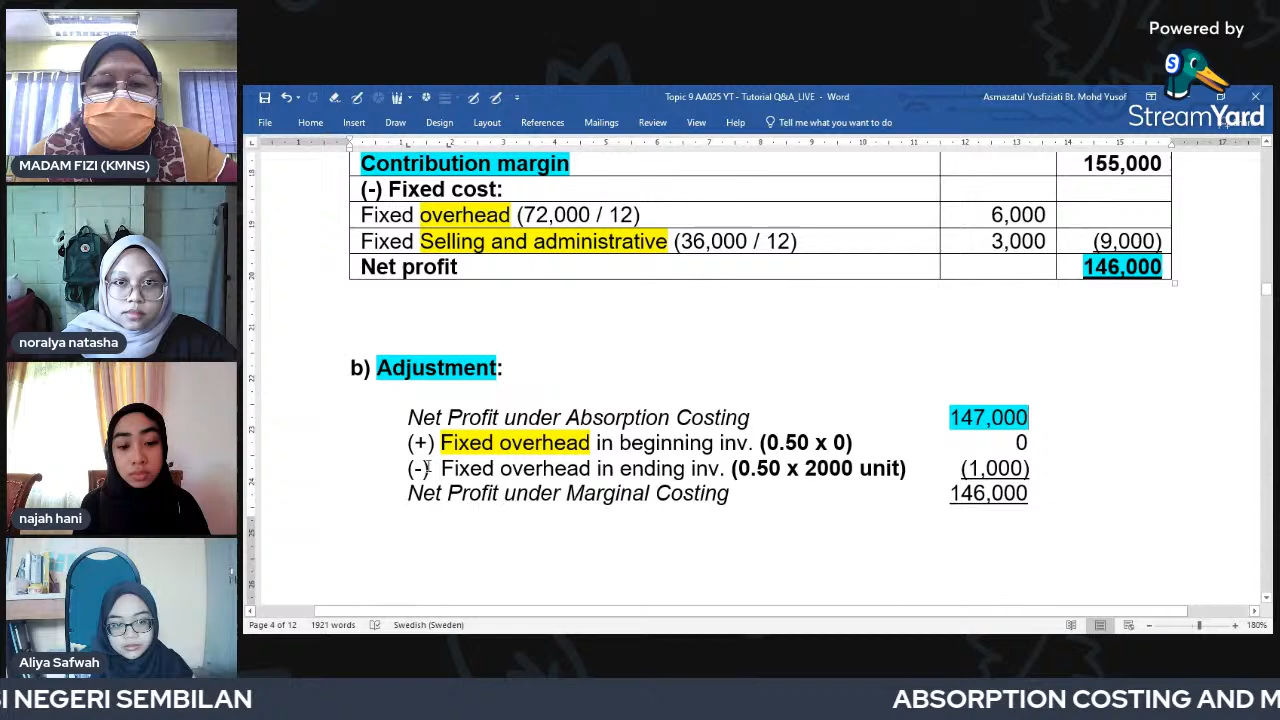 Powered by
StreamYard
MADAM FIZI (KMNS)
noralya natasha
najah hani
Aliya Safwah
Topic 9 AA025 YT - Tutorial Q&A_LIVE - Word
Asmazatul Yusfiziati Bt. Mohd Yusof
File Home Insert Draw Design Layout References Mailings Review View Help Tell me what you want to do
Contribution margin 155,000
(-) Fixed cost:
Fixed overhead (72,000 / 12) 6,000
Fixed Selling and administrative (36,000 / 12) 3,000 (9,000)
Net profit 146,000
b) Adjustment:
Net Profit under Absorption Costing 147,000
(+) Fixed overhead in beginning inv. (0.50 x 0) 0
(-) Fixed overhead in ending inv. (0.50 x 2000 unit) (1,000)
Net Profit under Marginal Costing 146,000
Page 4 of 12 1921 words Swedish (Sweden) 180%
SI NEGERI SEMBILAN ABSORPTION COSTING AND M